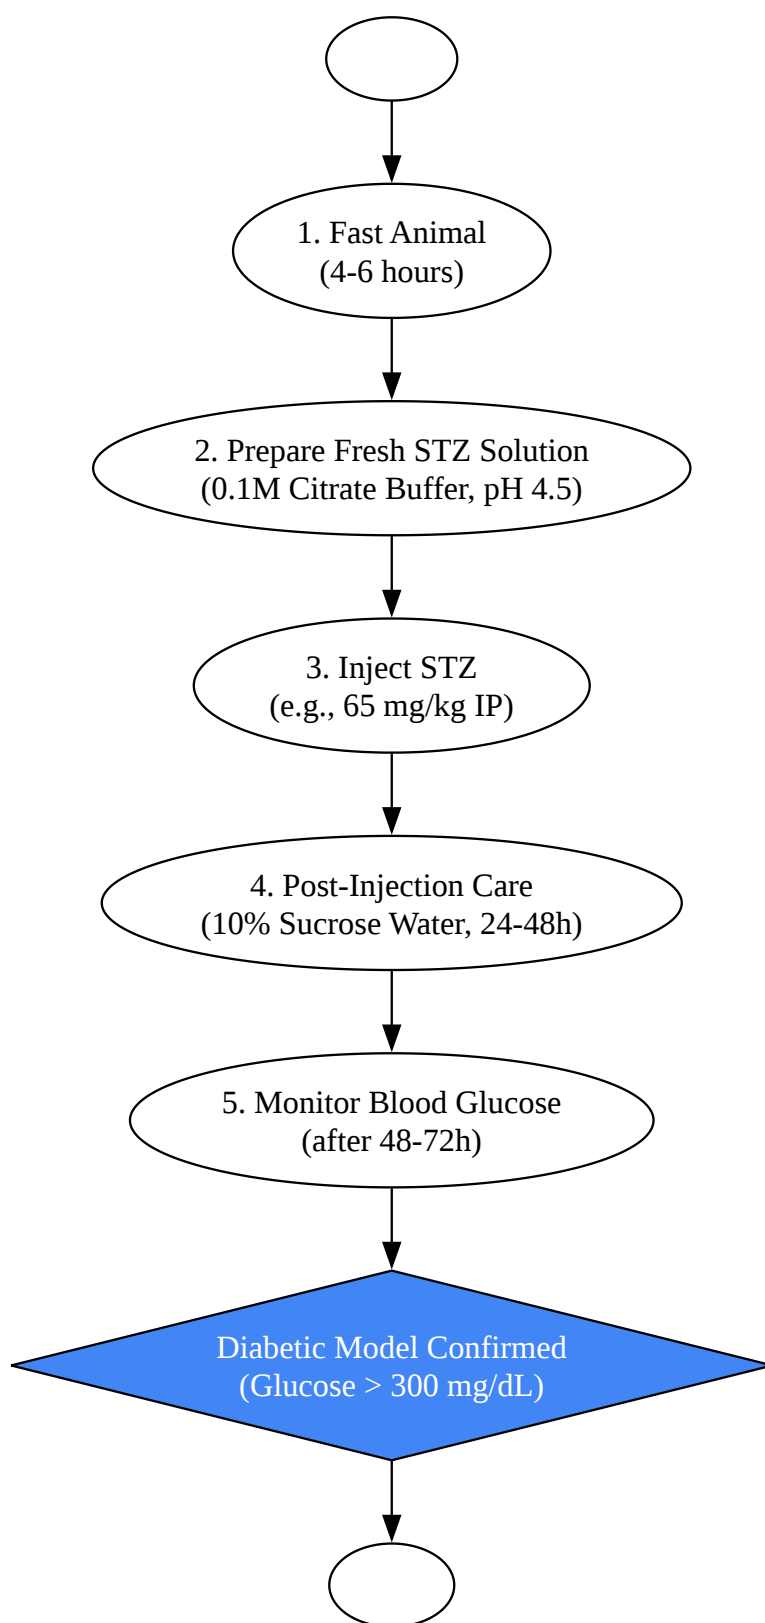 1. Fast Animal
(4-6 hours)
2. Prepare Fresh STZ Solution
(0.1M Citrate Buffer, pH 4.5)
3. Inject STZ
(e.g., 65 mg/kg IP)
4. Post-Injection Care
(10% Sucrose Water, 24-48h)
5. Monitor Blood Glucose
(after 48-72h)
Diabetic Model Confirmed
(Glucose > 300 mg/dL)